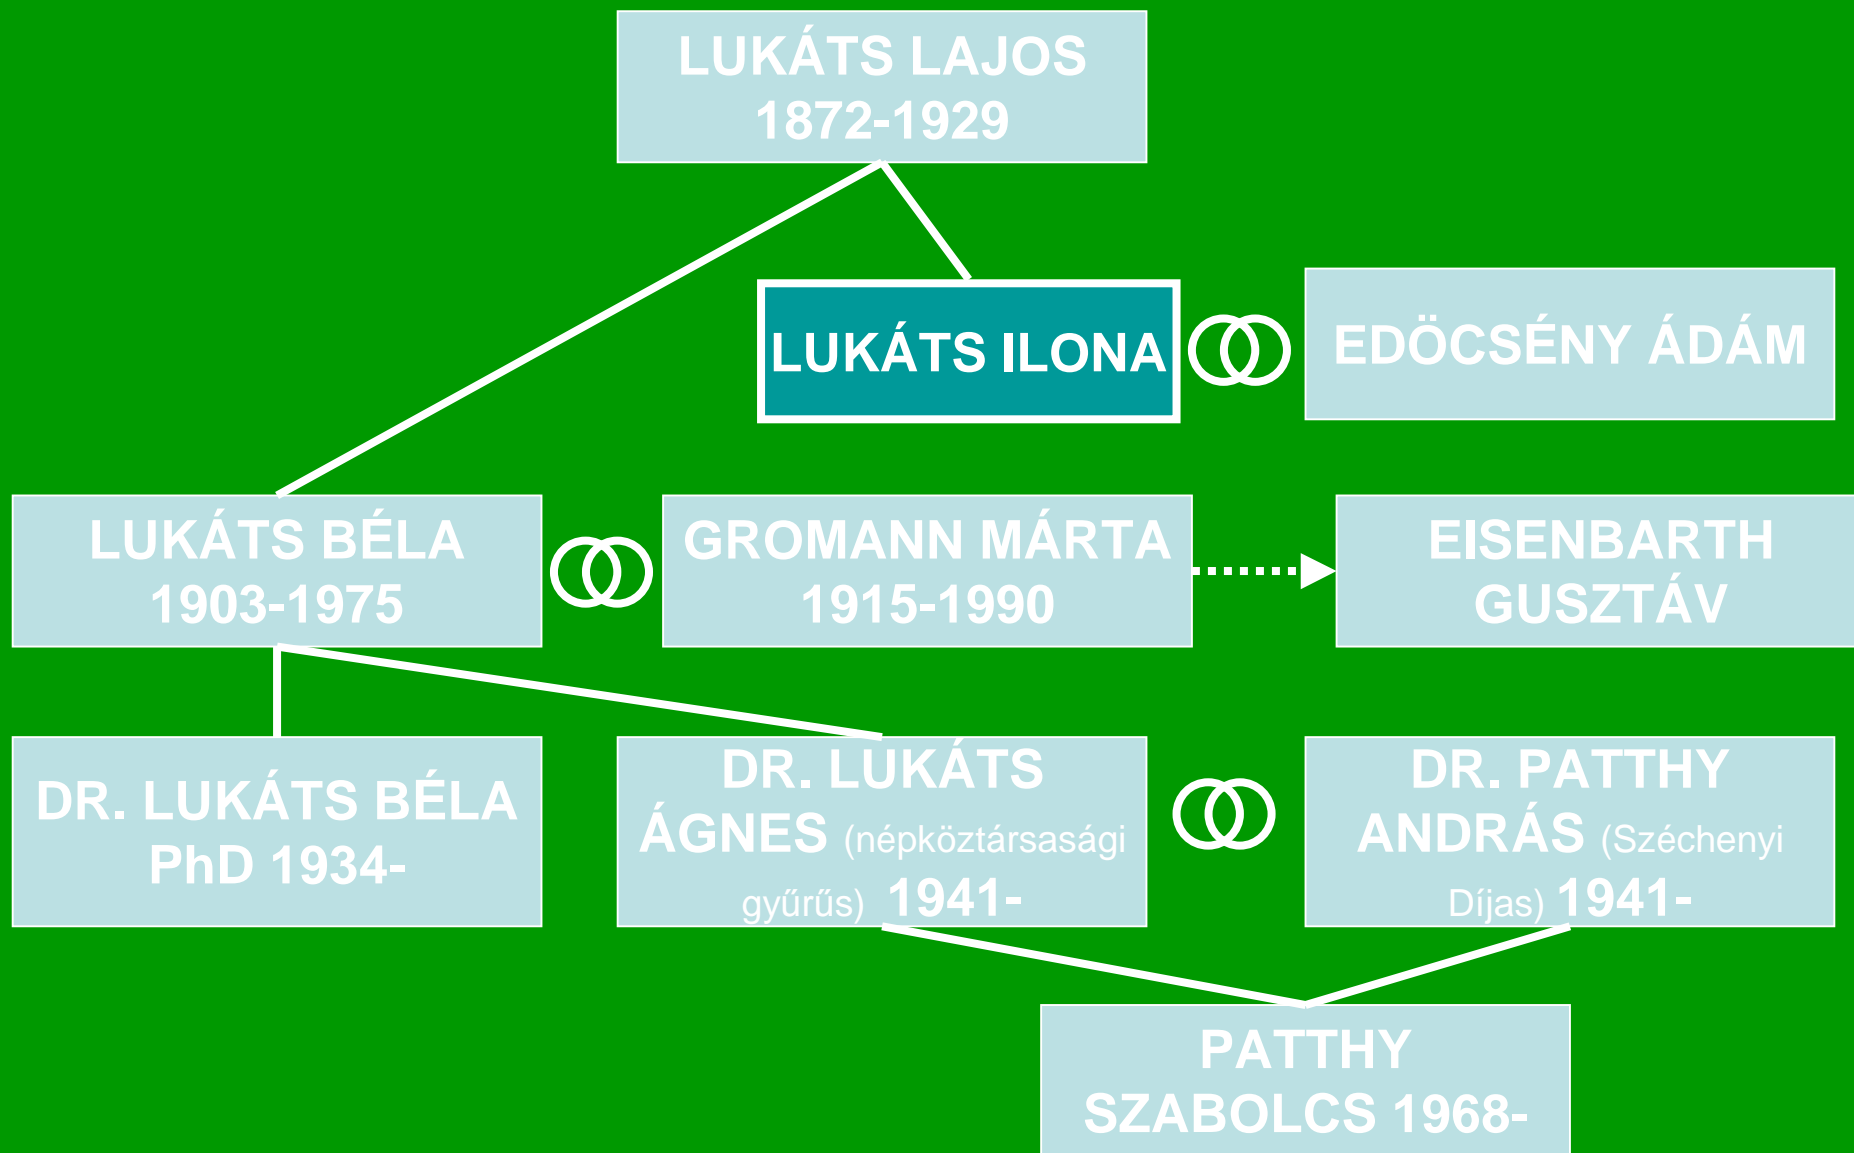 LUKÁTS LAJOS
1872-1929
LUKÁTS ILONA
EDÖCSÉNY ÁDÁM
LUKÁTS BÉLA
1903-1975
GROMANN MÁRTA
1915-1990
EISENBARTH
GUSZTÁV
DR. LUKÁTS BÉLA
PhD 1934-
DR. LUKÁTS
ÁGNES (népköztársasági
gyűrűs) 1941-
DR. PATTHY
ANDRÁS (Széchenyi
Díjas) 1941-
PATTHY
SZABOLCS 1968-